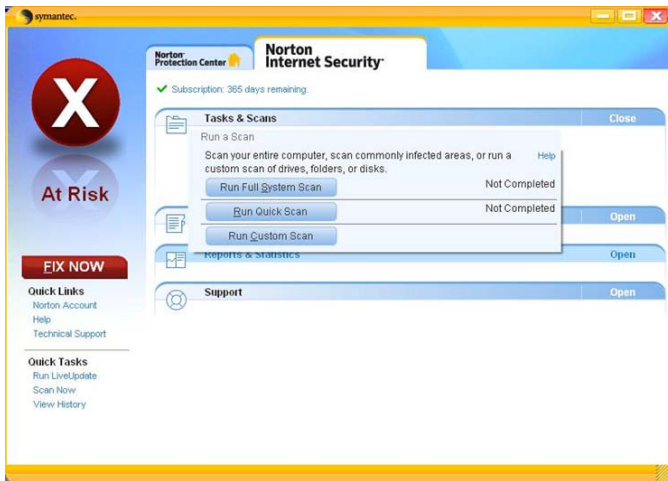 symantec.
Norton
Protection Center
Norton
Internet Security
Subscription: 365 days remaining.
X
At Risk
FIX NOW
Quick Links
Norton Account
Help
Technical Support
Quick Tasks
Run LiveUpdate
Scan Now
View History
Tasks & Scans
Close
Run a Scan
Scan your entire computer, scan commonly infected areas, or run a
custom scan of drives, folders, or disks.
Help
Run Full System Scan
Not Completed
Run Quick Scan
Not Completed
Run Custom Scan
Open
Reports & Statistics
Open
Support
Open